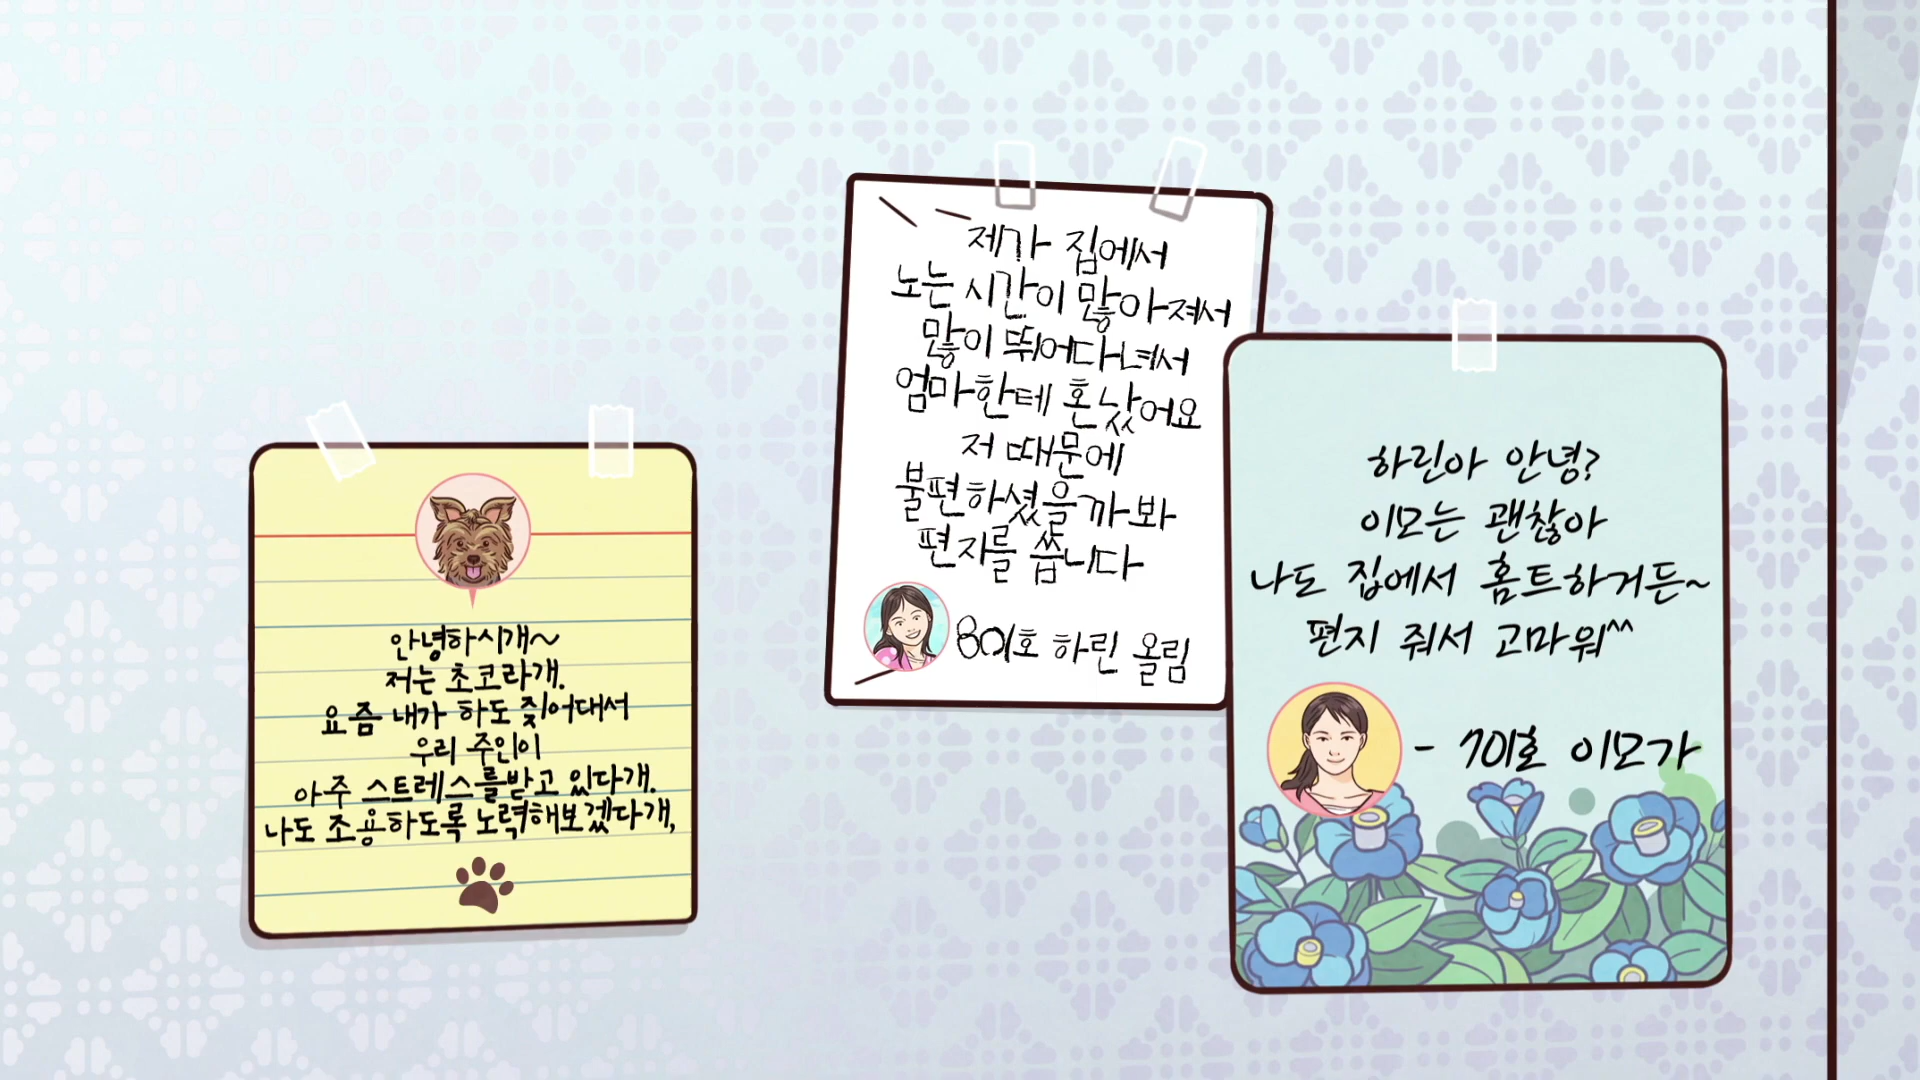 안녕하시개~
저는 초코라개.
요즘 내가 하도 짖어대서
우리 주인이
아주 스트레스를받고 있다개.
나도 조용하도록 노력해보겠다개,
제가 집에서
노는 시간이 많아져서
많이 뛰어다녀서
엄마한테 혼났어요
저 때문에
불편하셨을까봐
편지를 씁니다
801호 하린 올림
하린아 안녕?
이모는 괜찮아
나도 집에서 홈트하거든~
편지 줘서 고마워^^
- 701호 이모가